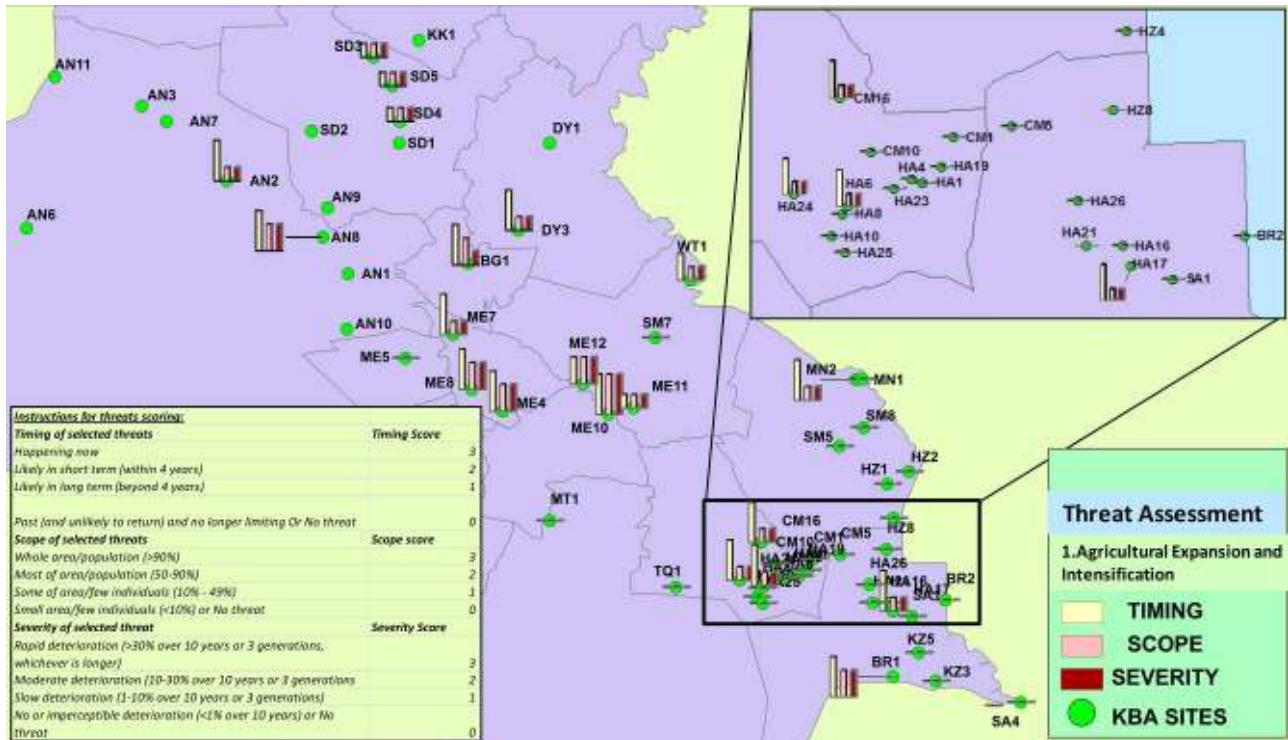 KK1
SD3
AN11
SD5
AN3
AN7
SD4
SD2
SD1
DY1
AN2
AN9
AN6
DY3
AN8
BG1
WT1
AN1
ME7
AN10
SM7
ME12
ME5
ME8
ME11
ME4
ME10
MN2
MN1
SM8
SM5
HZ2
HZ1
MT1
CM16
HZ8
CM5
CM1
CM10
HA26
BR2
TQ1
KZ5
BR1
KZ3
SA4
HZ4
CM16
HZ8
CM5
CM1
CM10
HA19
HA4
HA6
HA1
HA24
HA23
HA26
HA8
HA10
HA21
HA16
BR2
HA25
HA17
SA1
Instructions for threats scoring:
Timing of selected threats Timing Score
Happening now 3
Likely in short term (within 4 years) 2
Likely in long term (beyond 4 years) 1
Past (and unlikely to return) and no longer limiting Or No threat 0
Scope of selected threats Scope score
Whole area/population (>90%) 3
Most of area/population (50-90%) 2
Some of area/few individuals (10% - 49%) 1
Small area/few individuals (<10%) or No threat 0
Severity of selected threat Severity Score
Rapid deterioration (>30% over 10 years or 3 generations,
whichever is longer) 3
Moderate deterioration (10-30% over 10 years or 3 generations 2
Slow deterioration (1-10% over 10 years or 3 generations) 1
No or imperceptible deterioration (<1% over 10 years) or No
threat 0
Threat Assessment
1.Agricultural Expansion and
Intensification
TIMING
SCOPE
SEVERITY
KBA SITES